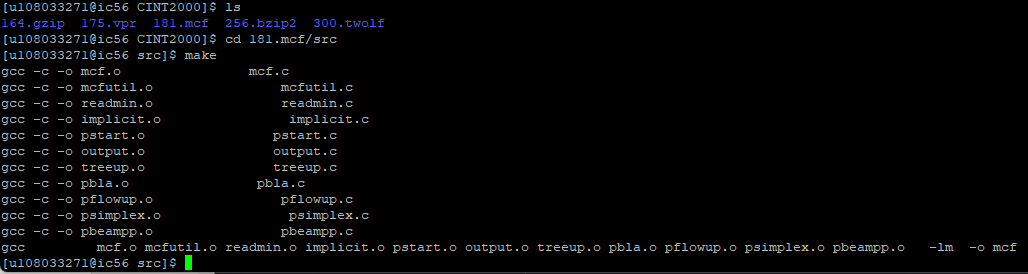 [u108033271@ic56 CINT2000]$ ls
164.gzip  175.vpr  181.mcf  256.bzip2  300.twolf
[u108033271@ic56 CINT2000]$ cd 181.mcf/src
[u108033271@ic56 src]$ make
gcc -c -o mcf.o                mcf.c
gcc -c -o mcfutil.o                mcfutil.c
gcc -c -o readmin.o                readmin.c
gcc -c -o implicit.o                implicit.c
gcc -c -o pstart.o                pstart.c
gcc -c -o output.o                output.c
gcc -c -o treeup.o                treeup.c
gcc -c -o pbla.o                pbla.c
gcc -c -o pflowup.o                pflowup.c
gcc -c -o psimplex.o                psimplex.c
gcc -c -o pbeampp.o                pbeampp.c
gcc         mcf.o mcfutil.o readmin.o implicit.o pstart.o output.o treeup.o pbla.o pflowup.o psimplex.o pbeampp.o   -lm  -o mcf
[u108033271@ic56 src]$